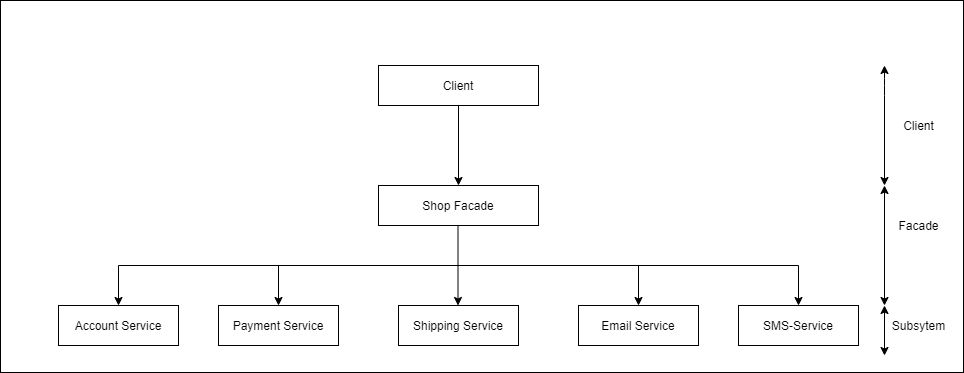 Client
Client
Shop Facade
Facade
Account Service
Payment Service
Shipping Service
Email Service
SMS-Service
Subsytem